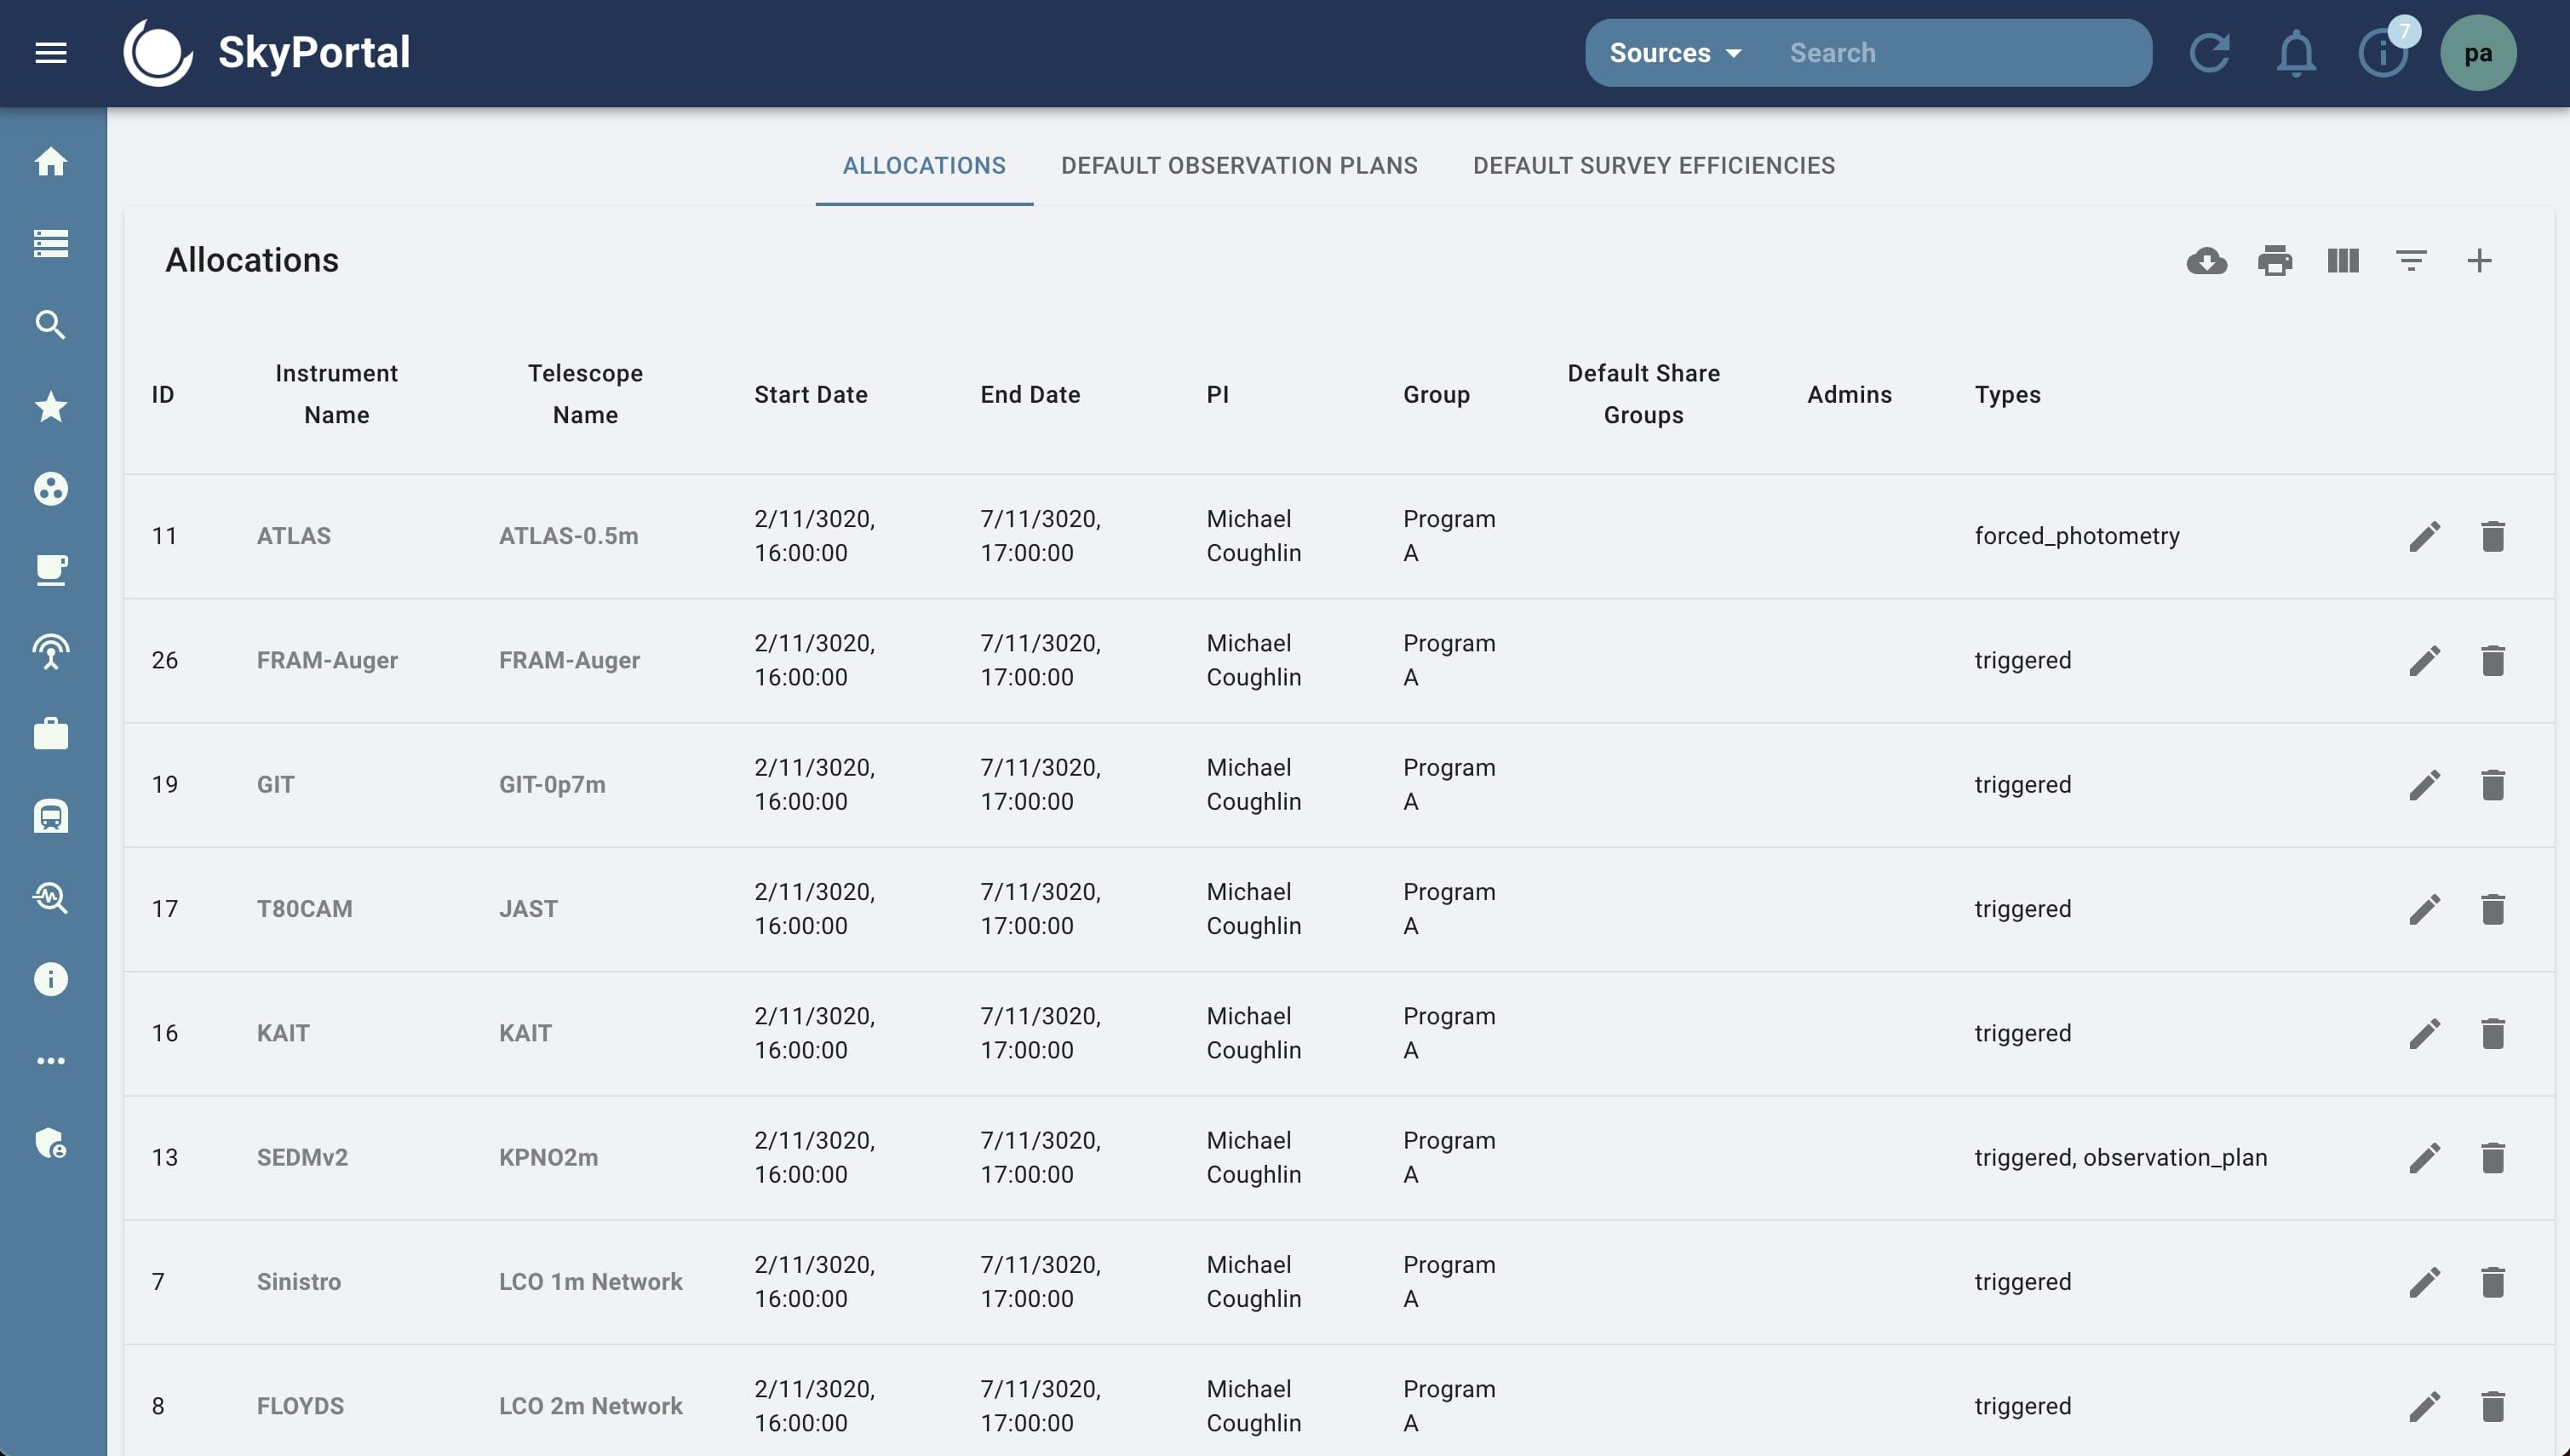 SkyPortal
Sources
Search
7
pa
ALLOCATIONS
DEFAULT OBSERVATION PLANS
DEFAULT SURVEY EFFICIENCIES
Allocations
ID
Instrument
Name
Telescope
Name
Start Date
End Date
PI
Group
Default Share
Groups
Admins
Types
11
ATLAS
ATLAS-0.5m
2/11/3020,
16:00:00
7/11/3020,
17:00:00
Michael
Coughlin
Program
A
forced_photometry
26
FRAM-Auger
FRAM-Auger
2/11/3020,
16:00:00
7/11/3020,
17:00:00
Michael
Coughlin
Program
A
triggered
19
GIT
GIT-0p7m
2/11/3020,
16:00:00
7/11/3020,
17:00:00
Michael
Coughlin
Program
A
triggered
17
T80CAM
JAST
2/11/3020,
16:00:00
7/11/3020,
17:00:00
Michael
Coughlin
Program
A
triggered
16
KAIT
KAIT
2/11/3020,
16:00:00
7/11/3020,
17:00:00
Michael
Coughlin
Program
A
triggered
13
SEDMv2
KPNO2m
2/11/3020,
16:00:00
7/11/3020,
17:00:00
Michael
Coughlin
Program
A
triggered, observation_plan
7
Sinistro
LCO 1m Network
2/11/3020,
16:00:00
7/11/3020,
17:00:00
Michael
Coughlin
Program
A
triggered
8
FLOYDS
LCO 2m Network
2/11/3020,
16:00:00
7/11/3020,
17:00:00
Michael
Coughlin
Program
A
triggered